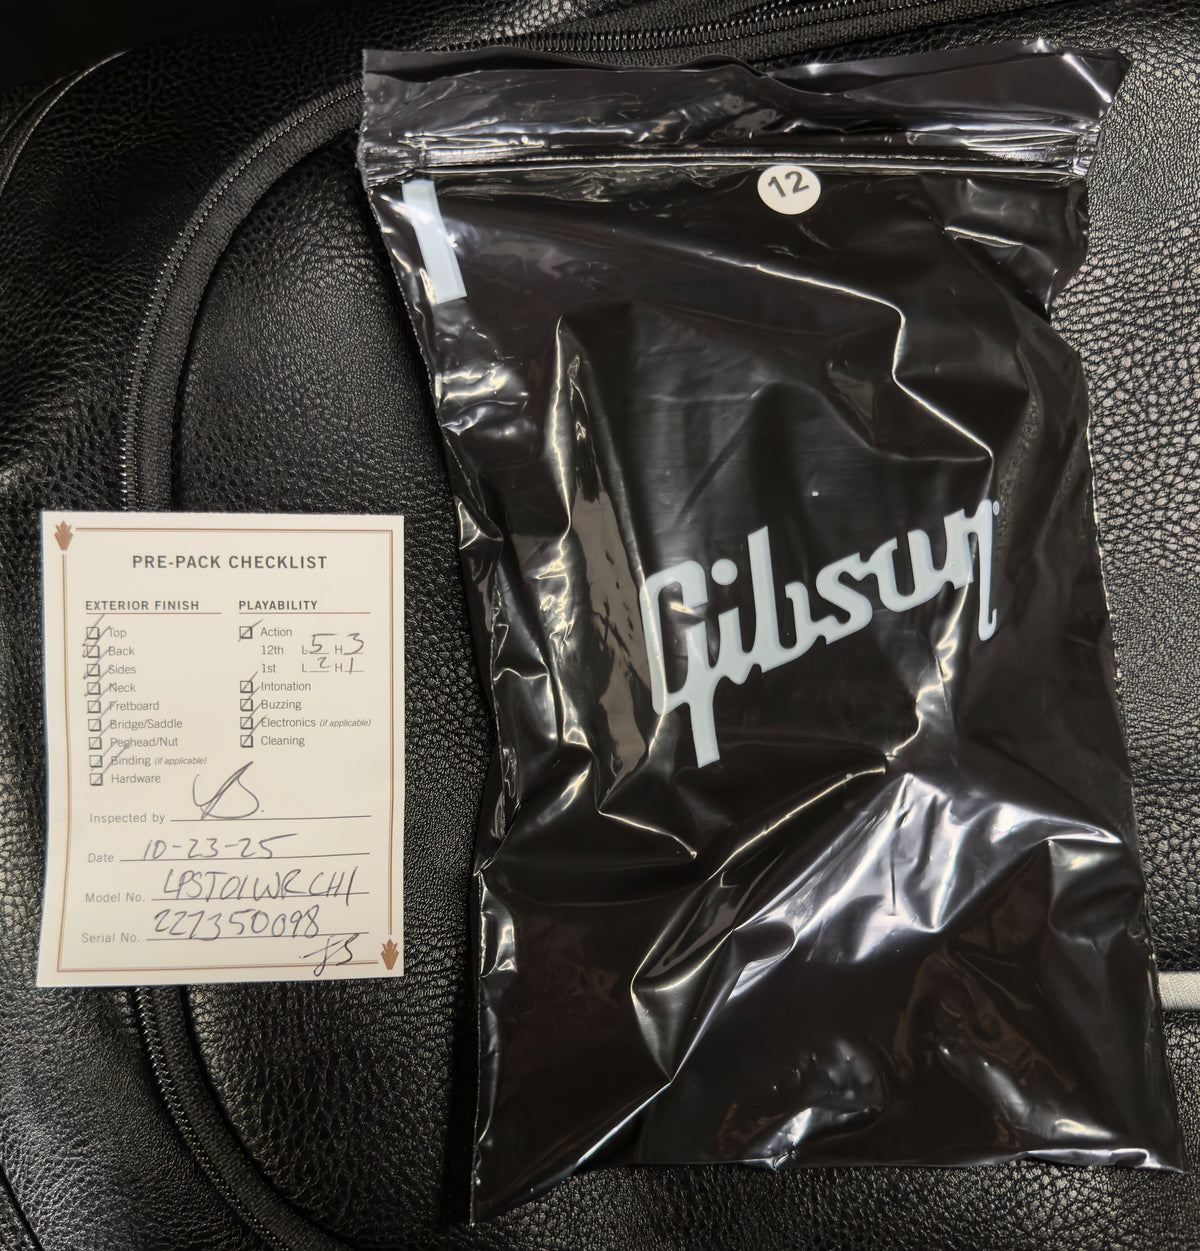 PRE-PACK CHECKLIST
EXTERIOR FINISH
Top
Back
Sides
Neck
Fretboard
Bridge/Saddle
Peghead/Nut
Binding (if applicable)
Hardware
PLAYABILITY
Action
12th L 5 H 3
1st L 2 H 1
Intonation
Buzzing
Electronics (if applicable)
Cleaning
Inspected by
Date 10-23-25
Model No. LPST01WRCH1
Serial No. 227350098
12
Gibson